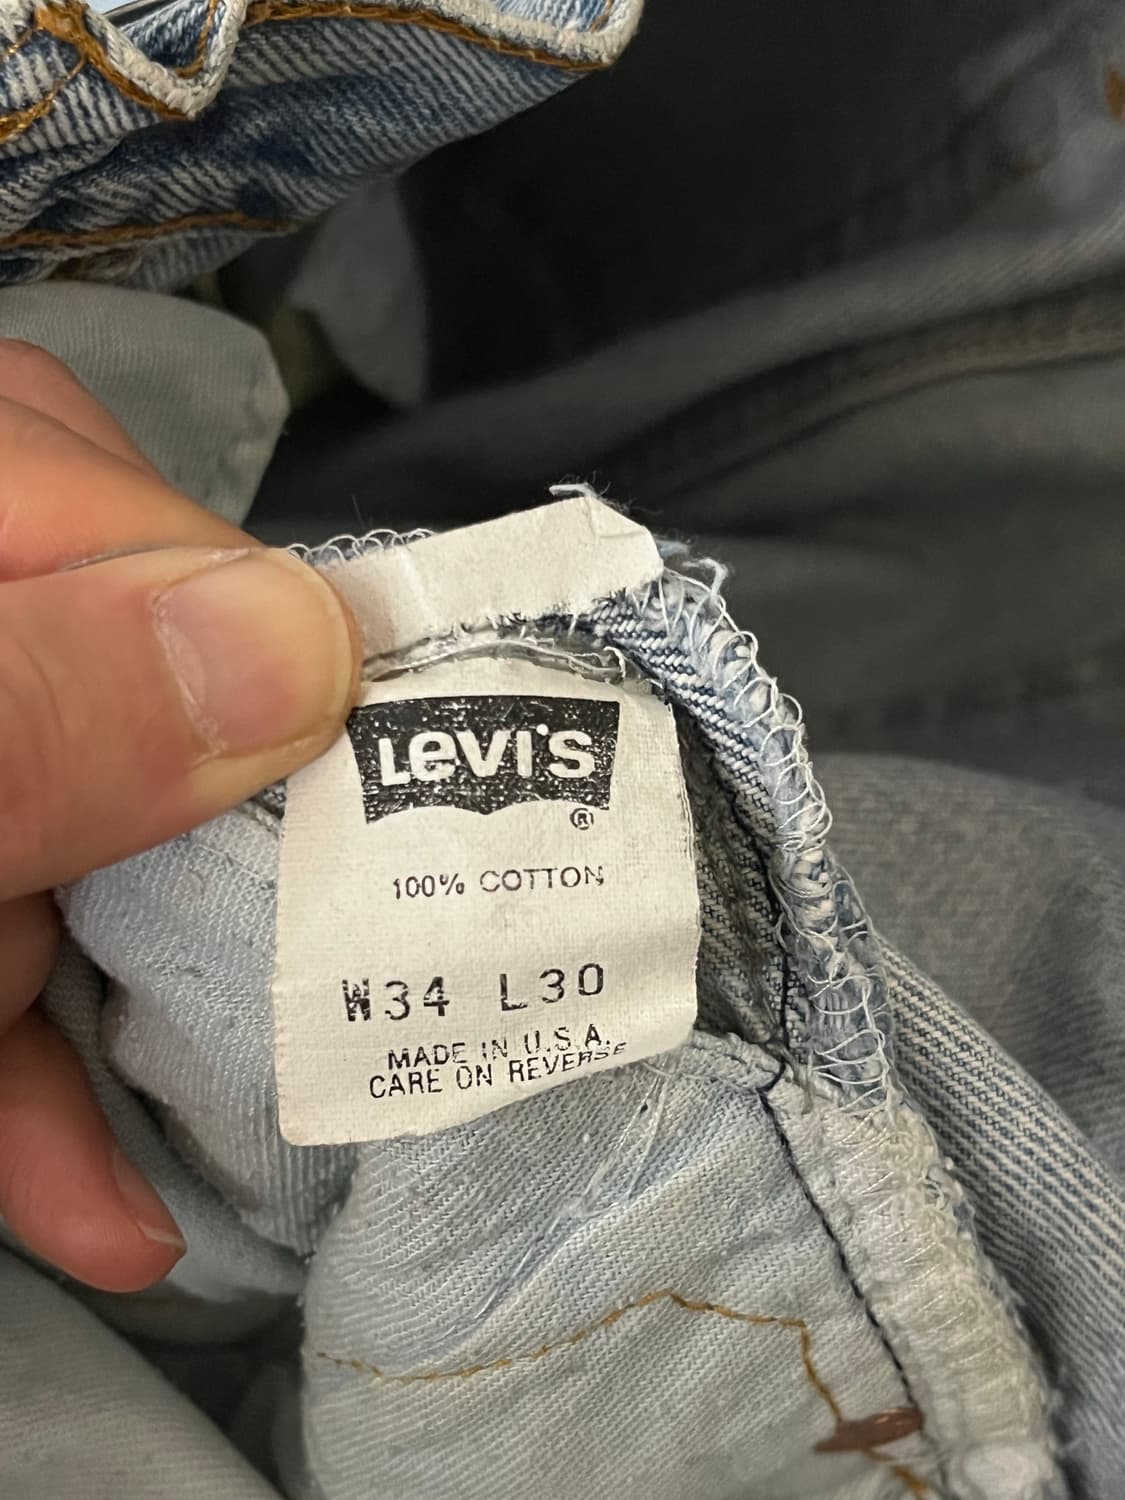 Levi's
®
100% COTTON
W34 L30
MADE IN U.S.A.
CARE ON REVERSE